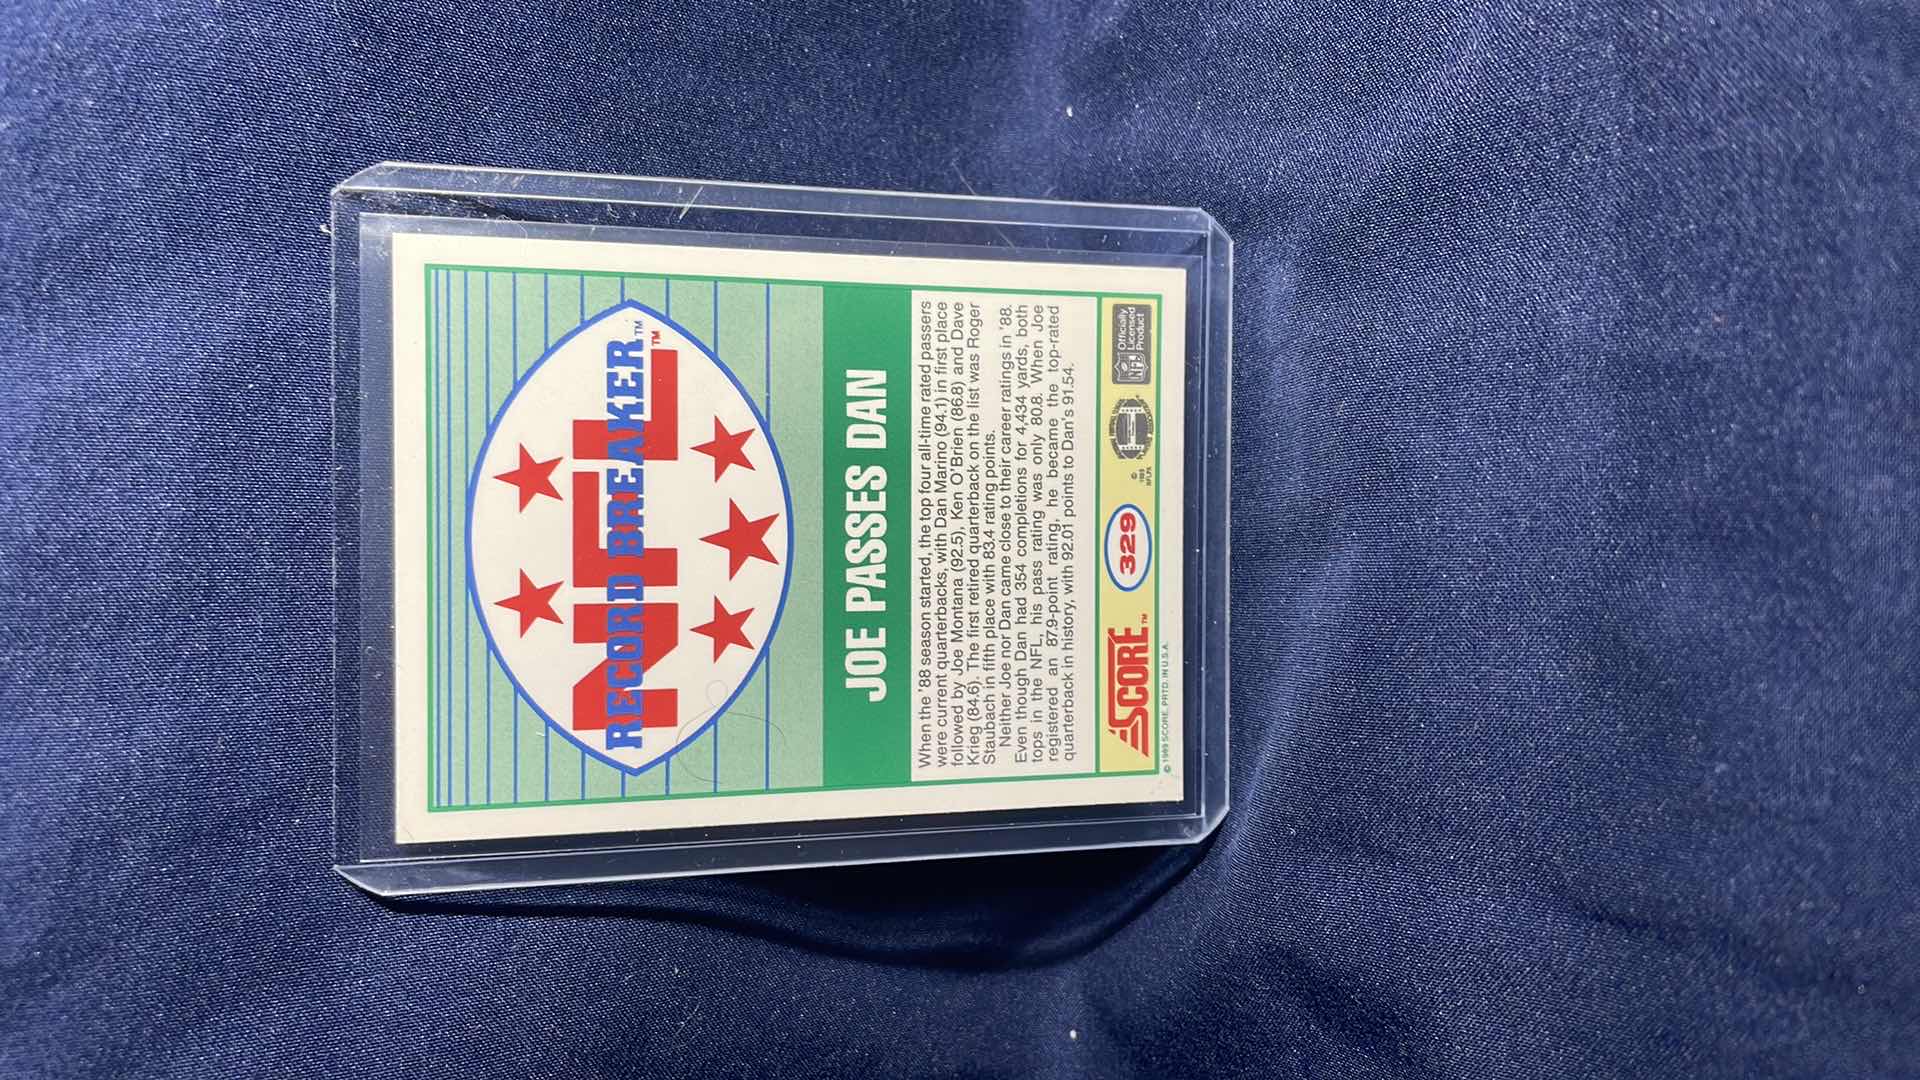 NFL™
RECORD BREAKER™
JOE PASSES DAN
When the '88 season started, the top four all-time rated passers
were current quarterbacks, with Dan Marino (94.1) in first place
followed by Joe Montana (92.5), Ken O'Brien (86.8) and Dave
Krieg (84.6). The first retired quarterback on the list was Roger
Staubach in fifth place with 83.4 rating points.
Neither Joe nor Dan came close to their career ratings in '88.
Even though Dan had 354 completions for 4,434 yards, both
tops in the NFL, his pass rating was only 80.8. When Joe
registered an 87.9-point rating, he became the top-rated
quarterback in history, with 92.01 points to Dan's 91.54.
SCORE™
329
© 1989 NFLPA
NFL
Officially
Licensed
Product
© 1989 SCORE, PRTD. IN U.S.A.